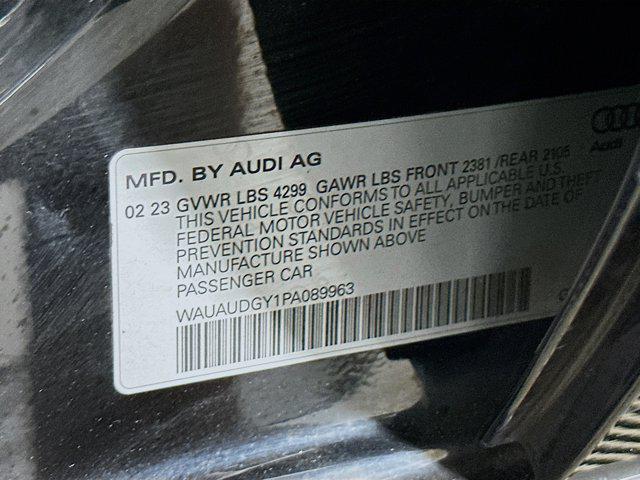 MFD. BY AUDI AG
02 23 GVWR LBS 4299 GAWR LBS FRONT 2381 /REAR 2105
THIS VEHICLE CONFORMS TO ALL APPLICABLE U.S.
FEDERAL MOTOR VEHICLE SAFETY, BUMPER AND THEFT
PREVENTION STANDARDS IN EFFECT ON THE DATE OF
MANUFACTURE SHOWN ABOVE
PASSENGER CAR
WAUAUDGY1PA089963
Audi